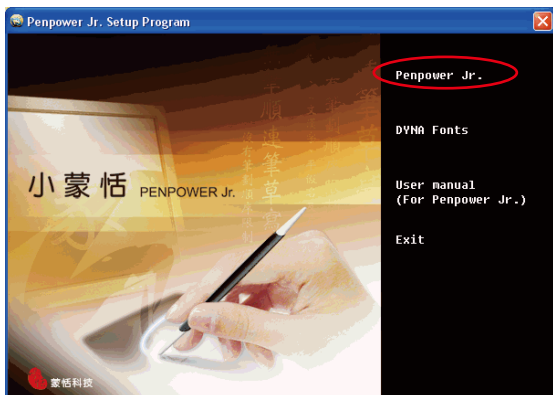 Penpower Jr. Setup Program
Penpower Jr.
DYNA Fonts
User manual
(For Penpower Jr.)
Exit
小蒙恬 PENPOWER Jr.
蒙恬科技